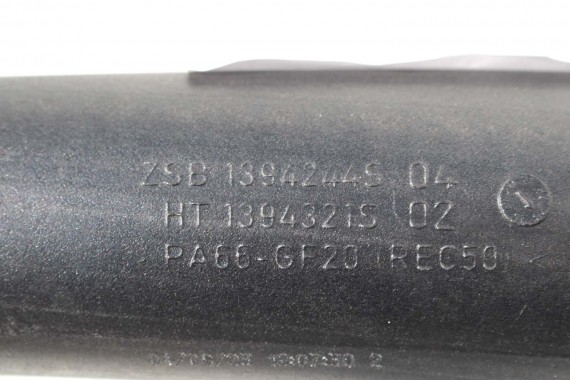 ZSB 1394244S 04
HT 1394321S 02
>PA66-GF20 (REC50)<